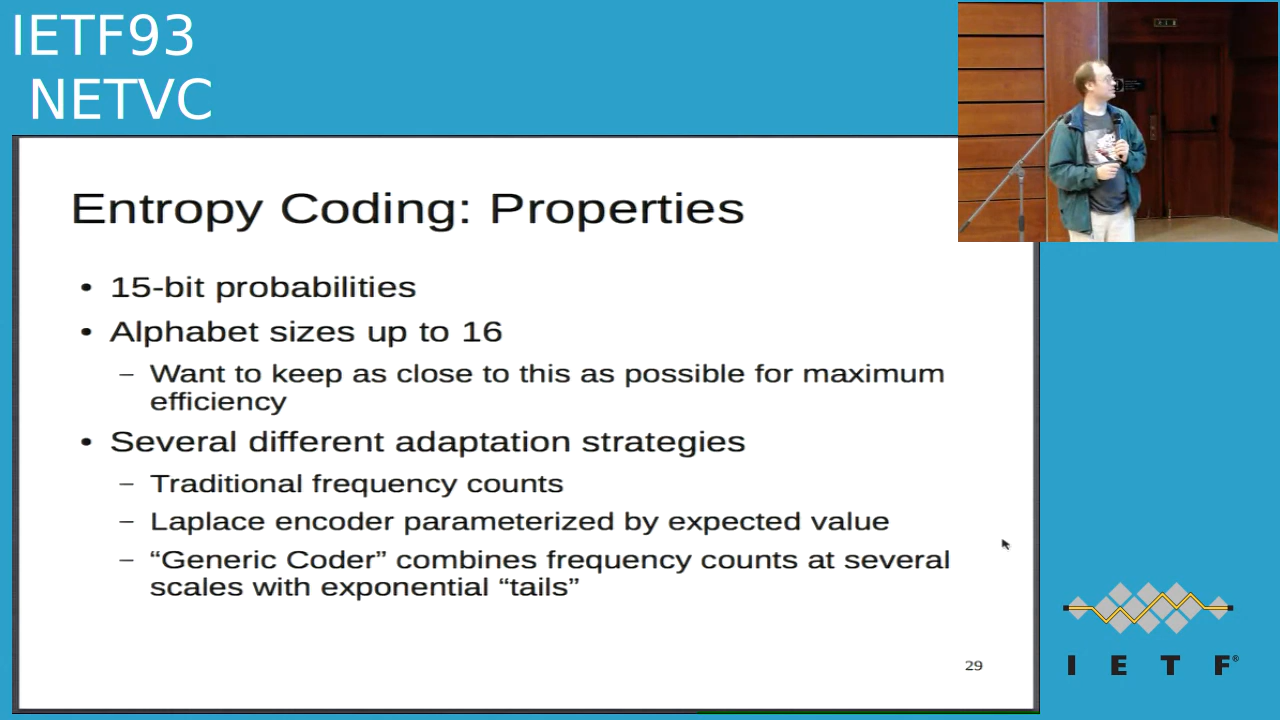 IETF93
NETVC
Entropy Coding: Properties
• 15-bit probabilities
• Alphabet sizes up to 16
– Want to keep as close to this as possible for maximum
efficiency
• Several different adaptation strategies
– Traditional frequency counts
– Laplace encoder parameterized by expected value
– “Generic Coder” combines frequency counts at several
scales with exponential “tails”
29
I E T F®